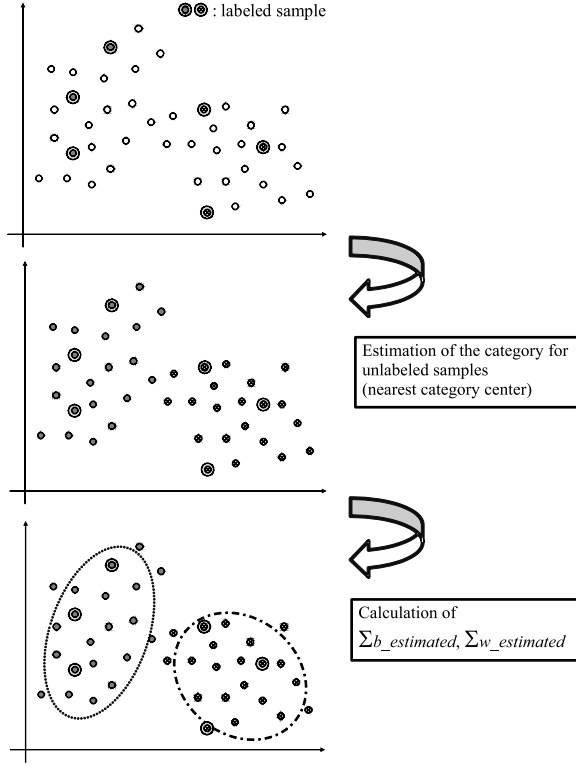 : labeled sample
Estimation of the category for
unlabeled samples
(nearest category center)
Calculation of
Σb_estimated, Σw_estimated